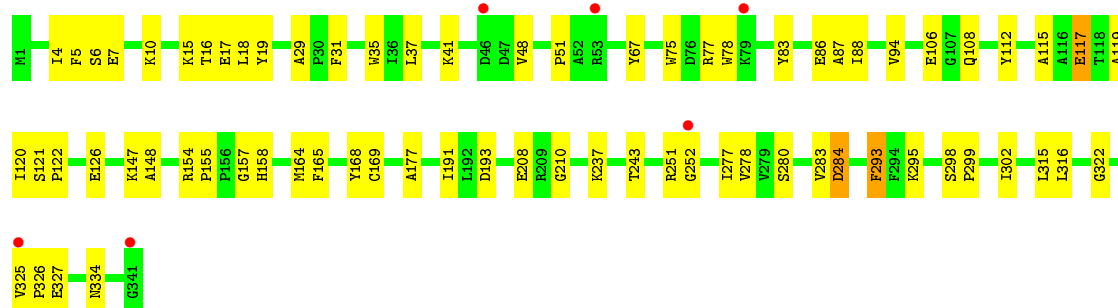 M1 I4 F5 S6 E7 K10 K15 T16 E17 L18 Y19 A29 P30 F31 W35 I36 L37 K41 D46 D47 V48 P51 A52 R53 Y67 W75 D76 R77 W78 K79 Y83 E86 A87 I88 V94 E106 G107 Q108 Y112 A115 A116 E117 T118 A119
I120 S121 P122 E126 K147 A148 R154 P155 P156 G157 H158 M164 F165 Y168 C169 A177 I191 L192 D193 E208 R209 G210 K237 T243 R251 G252 I277 V278 V279 S280 V283 D284 F293 F294 K295 S298 P299 I302 L315 L316 G322
V325 P326 E327 N334 G341